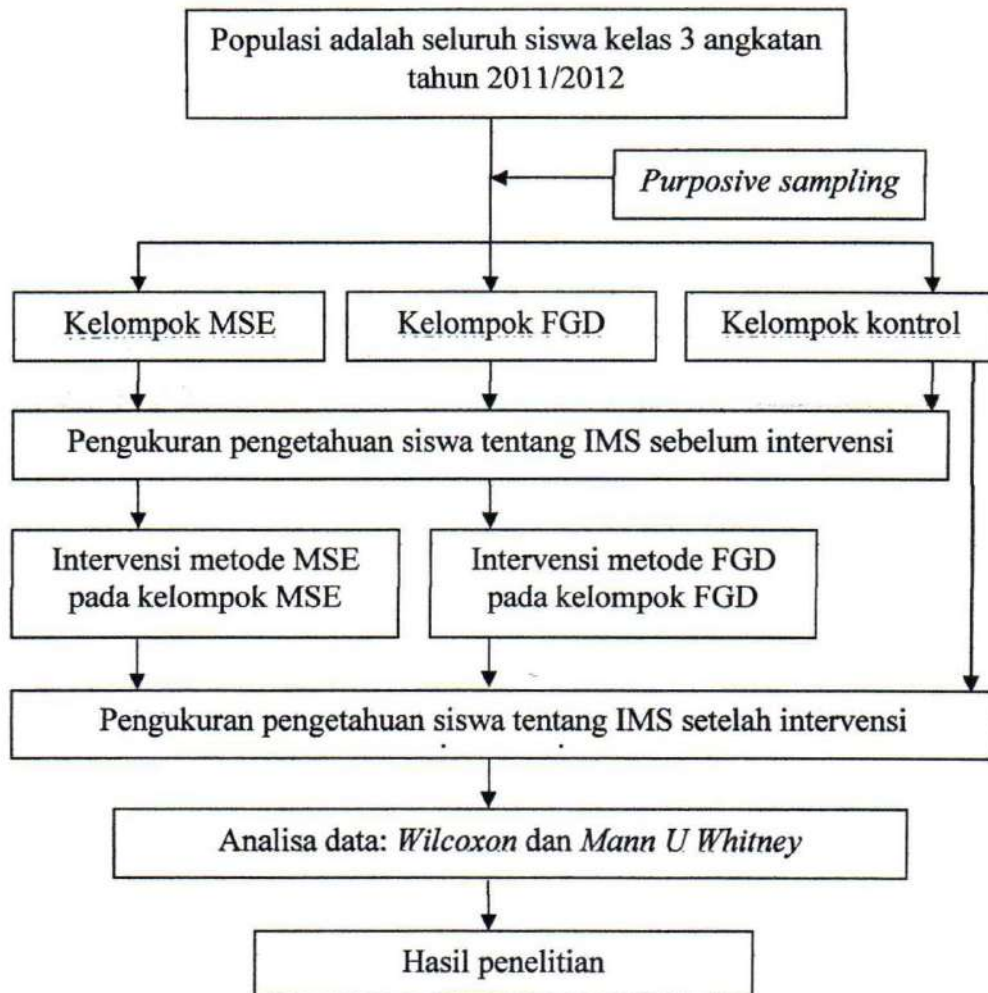 Populasi adalah seluruh siswa kelas 3 angkatan
tahun 2011/2012
Purposive sampling
Kelompok MSE
Kelompok FGD
Kelompok kontrol
Pengukuran pengetahuan siswa tentang IMS sebelum intervensi
Intervensi metode MSE
pada kelompok MSE
Intervensi metode FGD
pada kelompok FGD
Pengukuran pengetahuan siswa tentang IMS setelah intervensi
Analisa data: Wilcoxon dan Mann U Whitney
Hasil penelitian